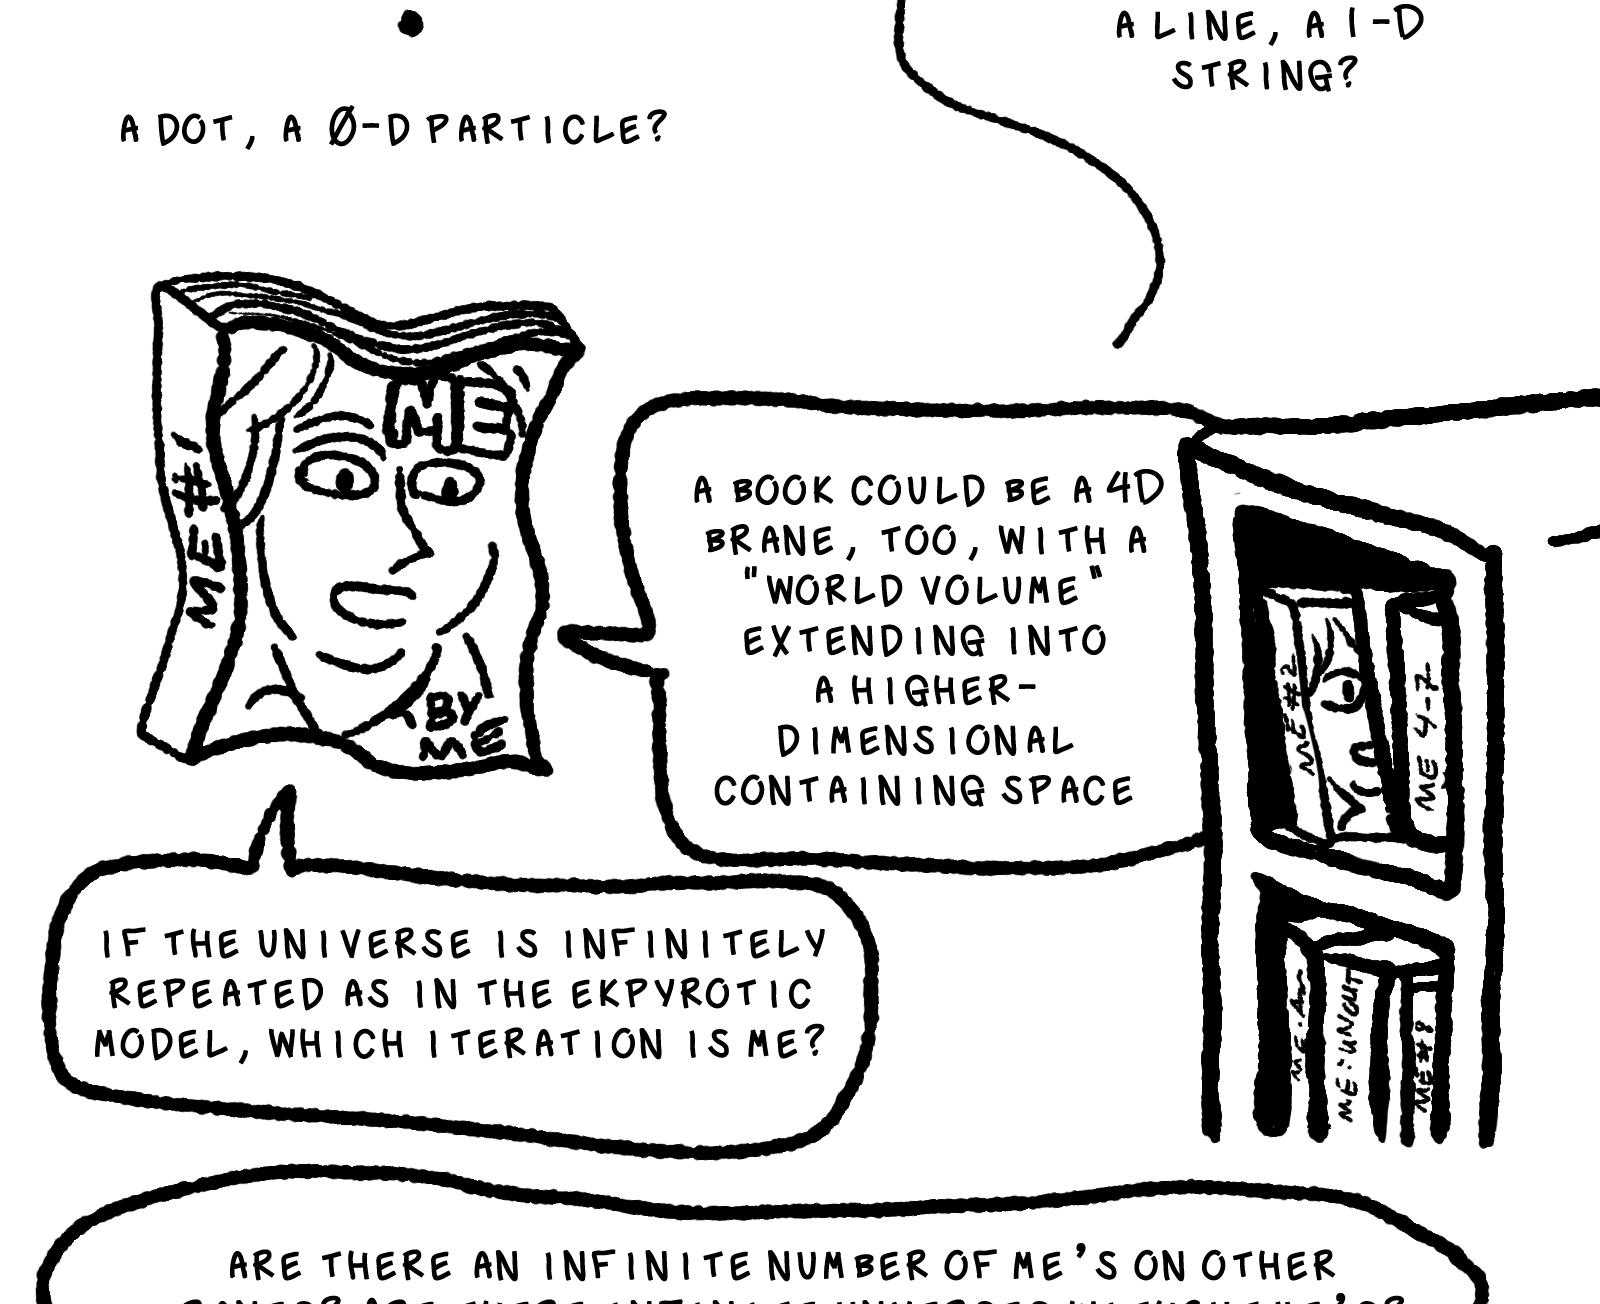 A LINE, A 1-D
STRING?
A DOT, A Ø-D PARTICLE?
ME
ME #1
BY
ME
A BOOK COULD BE A 4D
BRANE, TOO, WITH A
"WORLD VOLUME"
EXTENDING INTO
A HIGHER-
DIMENSIONAL
CONTAINING SPACE
ME #2
ME 4-7
IF THE UNIVERSE IS INFINITELY
REPEATED AS IN THE EKPYROTIC
MODEL, WHICH ITERATION IS ME?
ME:UNCUT
ME #8
ARE THERE AN INFINITE NUMBER OF ME'S ON OTHER